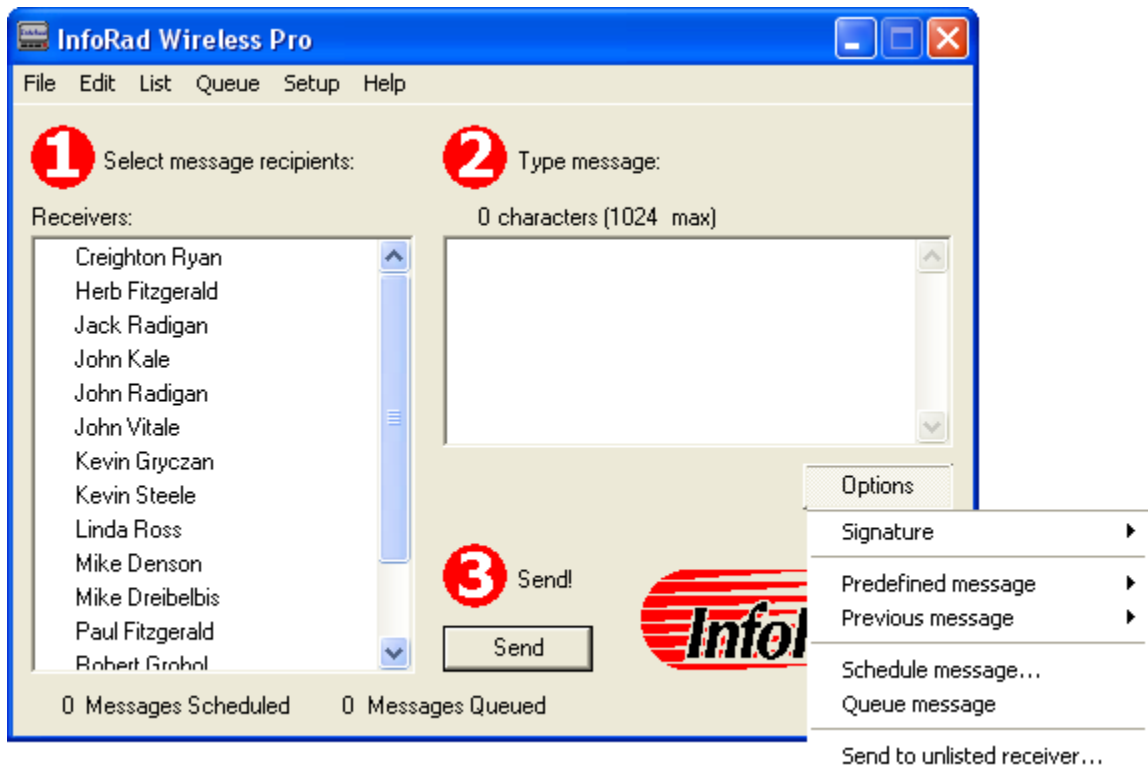 InfoRad Wireless Pro
File Edit List Queue Setup Help
1 Select message recipients:
2 Type message:
Receivers:
0 characters (1024 max)
Creighton Ryan
Herb Fitzgerald
Jack Radigan
John Kale
John Radigan
John Vitale
Kevin Gryczan
Kevin Steele
Linda Ross
Mike Denson
Mike Dreibelbis
Paul Fitzgerald
Robert Grohol
Options
Signature
Predefined message
Previous message
Schedule message...
Queue message
Send to unlisted receiver...
3 Send!
Send
Info
0 Messages Scheduled 0 Messages Queued